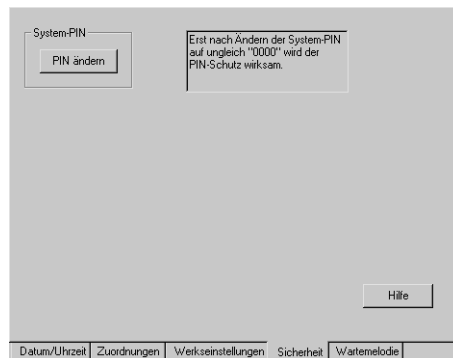 System-PIN
PIN ändern
Erst nach Ändern der System-PIN
auf ungleich "0000" wird der
PIN-Schutz wirksam.
Hilfe
Datum/Uhrzeit Zuordnungen Werkseinstellungen Sicherheit Wartemelodie